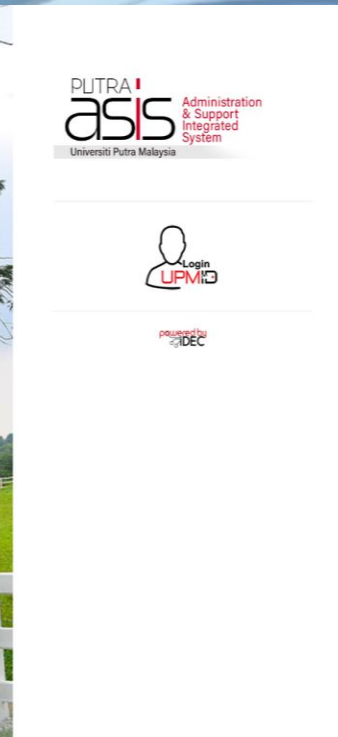 PUTRA
asis
Administration
& Support
Integrated
System
Universiti Putra Malaysia
Login
UPMID
powered by
iDEC